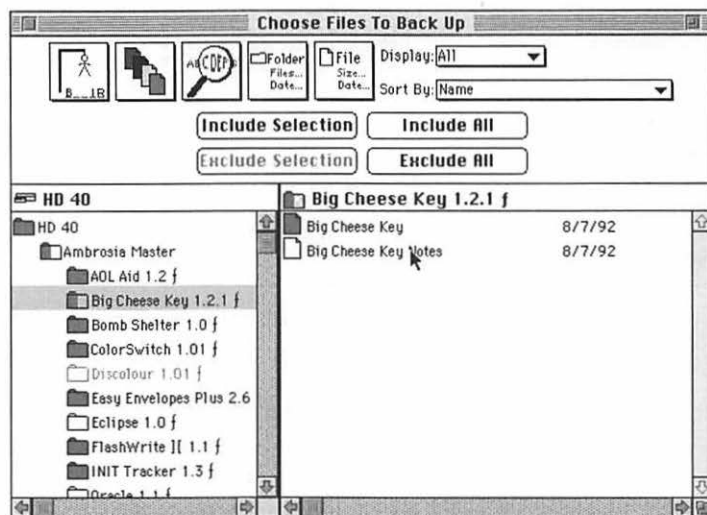 Choose Files To Back Up
B__1R
ABCDEFG
Folder
Files...
Date...
File
Size...
Date...
Display: All
Sort By: Name
Include Selection
Include All
Exclude Selection
Exclude All
HD 40
Big Cheese Key 1.2.1 ƒ
HD 40
Ambrosia Master
AOL Aid 1.2 ƒ
Big Cheese Key 1.2.1 ƒ
Bomb Shelter 1.0 ƒ
ColorSwitch 1.01 ƒ
Discolour 1.01 ƒ
Easy Envelopes Plus 2.6
Eclipse 1.0 ƒ
FlashWrite ][ 1.1 ƒ
INIT Tracker 1.3 ƒ
Oracle 1.1 ƒ
Big Cheese Key 8/7/92
Big Cheese Key Notes 8/7/92